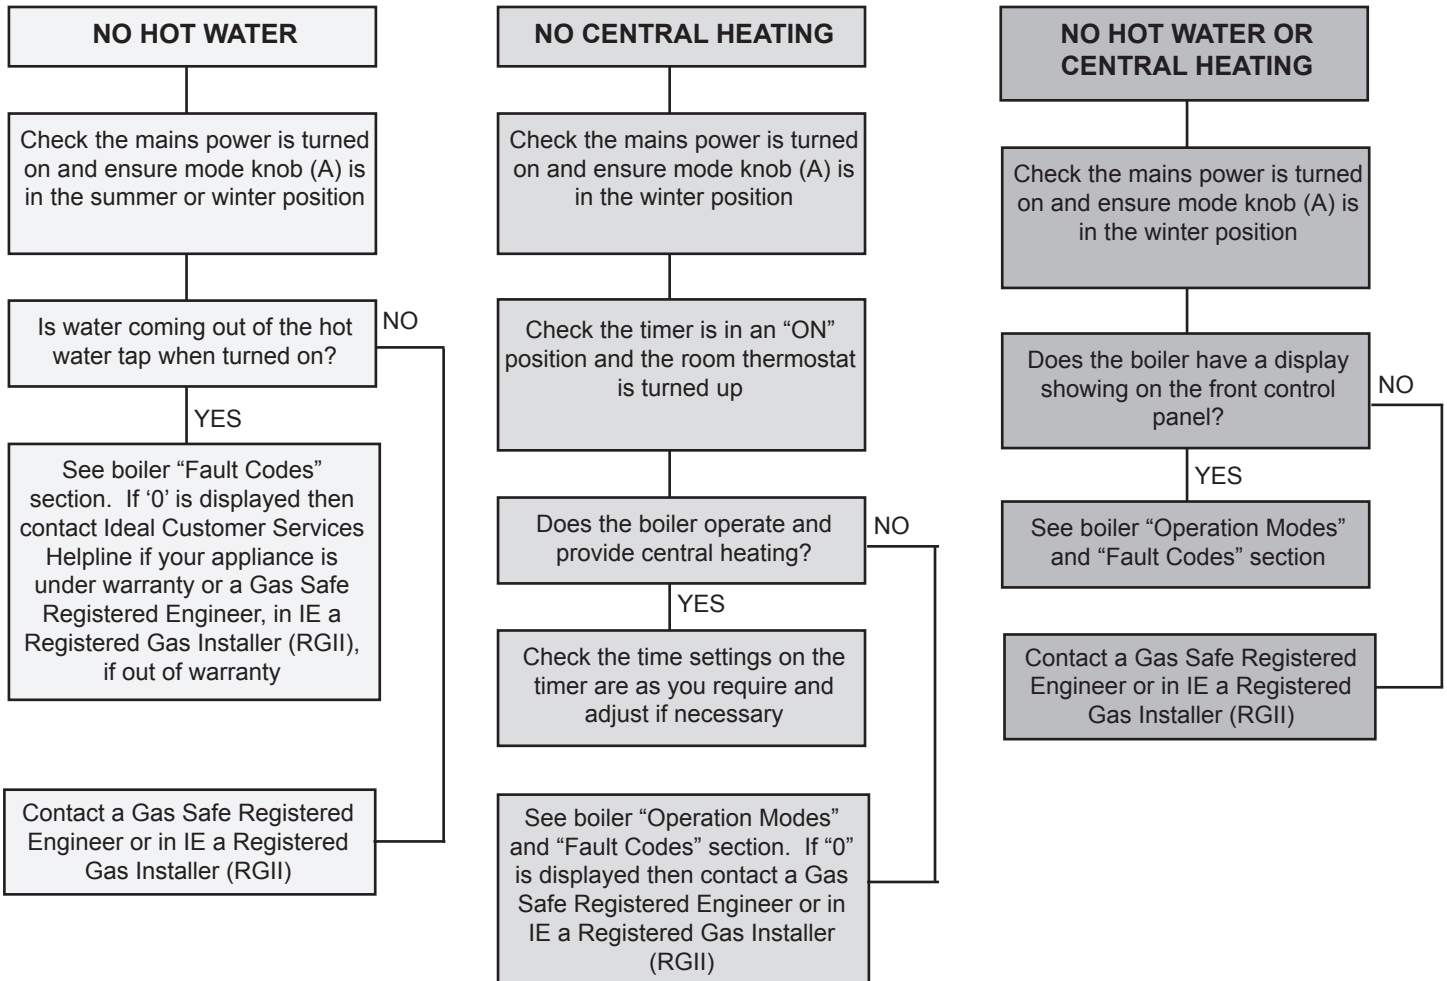 NO HOT WATER
Check the mains power is turned
on and ensure mode knob (A) is
in the summer or winter position
Is water coming out of the hot
water tap when turned on?
NO
YES
See boiler “Fault Codes”
section.  If ‘0’ is displayed then
contact Ideal Customer Services
Helpline if your appliance is
under warranty or a Gas Safe
Registered Engineer, in IE a
Registered Gas Installer (RGII),
if out of warranty
Contact a Gas Safe Registered
Engineer or in IE a Registered
Gas Installer (RGII)
NO CENTRAL HEATING
Check the mains power is turned
on and ensure mode knob (A) is
in the winter position
Check the timer is in an “ON”
position and the room thermostat
is turned up
Does the boiler operate and
provide central heating?
NO
YES
Check the time settings on the
timer are as you require and
adjust if necessary
See boiler “Operation Modes”
and “Fault Codes” section.  If “0”
is displayed then contact a Gas
Safe Registered Engineer or in
IE a Registered Gas Installer
(RGII)
NO HOT WATER OR
CENTRAL HEATING
Check the mains power is turned
on and ensure mode knob (A) is
in the winter position
Does the boiler have a display
showing on the front control
panel?
NO
YES
See boiler “Operation Modes”
and “Fault Codes” section
Contact a Gas Safe Registered
Engineer or in IE a Registered
Gas Installer (RGII)